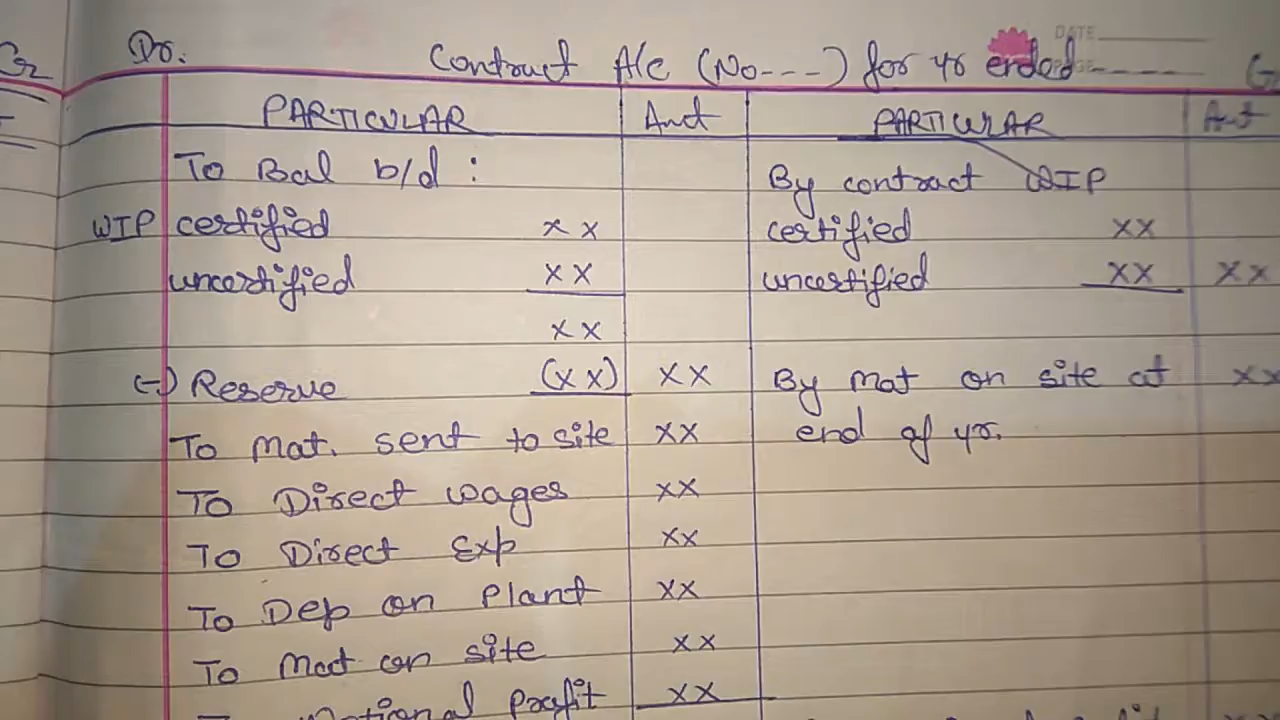 Dr. Contract A/c (No---) for yr ended
DATE
PARTICULAR Amt PARTICULAR Amt
To Bal b/d : By contract WIP
WIP certified xx certified xx
uncertified xx uncertified xx xx
xx
(-) Reserve (xx) xx By mat on site at xx
To Mat. sent to site xx end of yr.
To Direct wages xx
To Direct Exp xx
To Dep on Plant xx
To Mat on site xx
Notional Profit xx